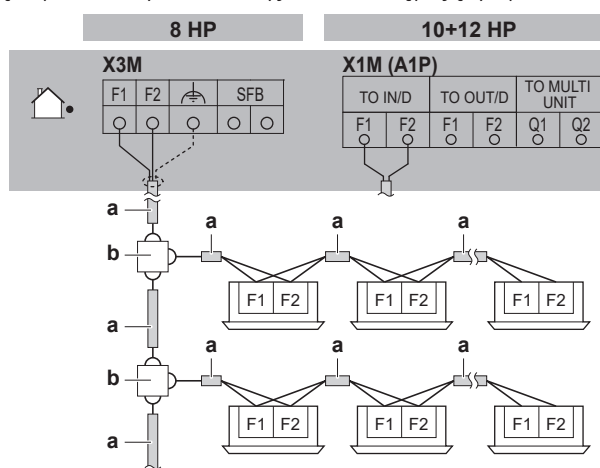 8 HP
10+12 HP
X3M
X1M (A1P)
F1 F2 SFB
TO IN/D TO OUT/D TO MULTI UNIT
F1 F2 F1 F2 Q1 Q2
a
b a a a
F1 F2 F1 F2 F1 F2
a
a a a
b
F1 F2 F1 F2 F1 F2
a